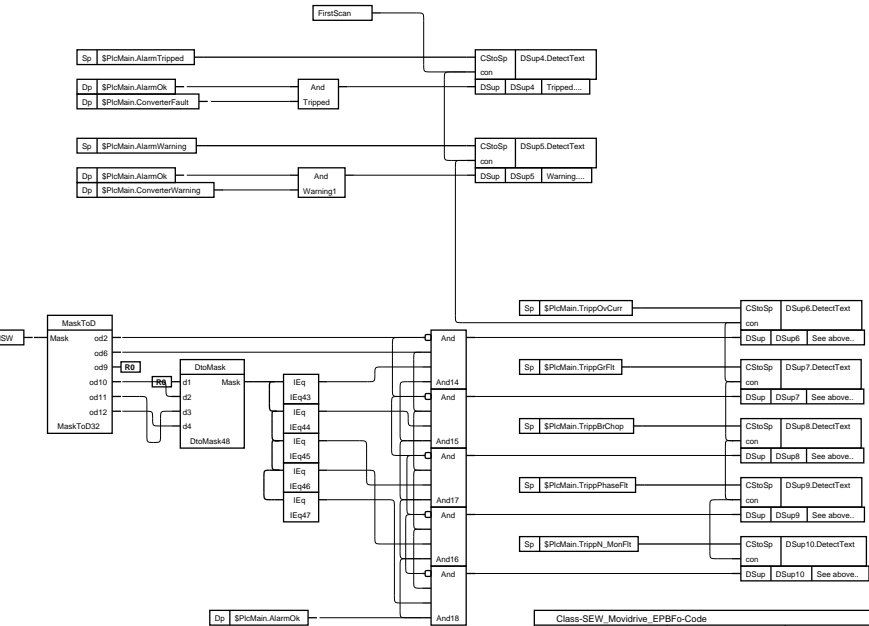 FirstScan
Sp $PlcMain.AlarmTripped
CStoSp DSup4.DetectText
con
Dp $PlcMain.AlarmOk
And
DSup DSup4 Tripped....
Dp $PlcMain.ConverterFault
Tripped
Sp $PlcMain.AlarmWarning
CStoSp DSup5.DetectText
con
Dp $PlcMain.AlarmOk
And
DSup DSup5 Warning....
Dp $PlcMain.ConverterWarning
Warning1
Sp $PlcMain.TrippOvCurr
CStoSp DSup6.DetectText
MaskToD
con
SW
Mask od2
And
DSup DSup6 See above..
od6
od9 R0
DtoMask
Sp $PlcMain.TrippGrFlt
CStoSp DSup7.DetectText
od10 R0 d1 Mask
IEq
And14
con
od11 d2
IEq43
And
DSup DSup7 See above..
od12 d3
IEq
MaskToD32
d4
IEq44
Sp $PlcMain.TrippBrChop
CStoSp DSup8.DetectText
DtoMask48
IEq
And15
con
IEq45
And
DSup DSup8 See above..
IEq
IEq46
Sp $PlcMain.TrippPhaseFlt
CStoSp DSup9.DetectText
IEq
And17
con
IEq47
And
DSup DSup9 See above..
Sp $PlcMain.TrippN_MonFlt
CStoSp DSup10.DetectText
And16
con
And
DSup DSup10 See above..
Dp $PlcMain.AlarmOk
And18
Class-SEW_Movidrive_EPBFo-Code